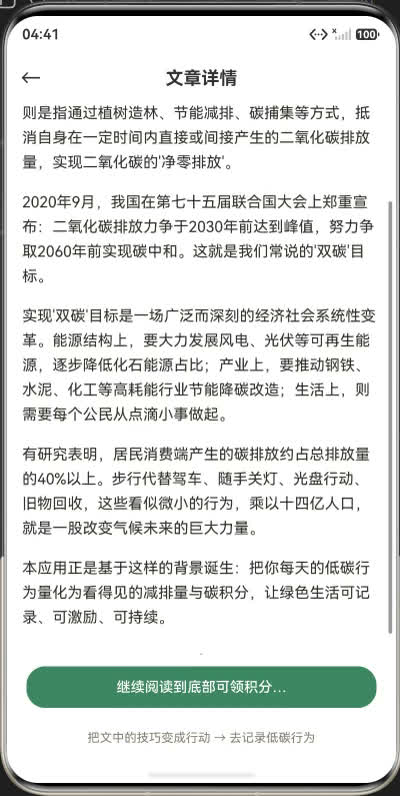 04:41
100
文章详情
则是指通过植树造林、节能减排、碳捕集等方式，抵
消自身在一定时间内直接或间接产生的二氧化碳排放
量，实现二氧化碳的'净零排放'。
2020年9月，我国在第七十五届联合国大会上郑重宣
布：二氧化碳排放力争于2030年前达到峰值，努力争
取2060年前实现碳中和。这就是我们常说的'双碳'目
标。
实现'双碳'目标是一场广泛而深刻的经济社会系统性变
革。能源结构上，要大力发展风电、光伏等可再生能
源，逐步降低化石能源占比；产业上，要推动钢铁、
水泥、化工等高耗能行业节能降碳改造；生活上，则
需要每个公民从点滴小事做起。
有研究表明，居民消费端产生的碳排放约占总排放量
的40%以上。步行代替驾车、随手关灯、光盘行动、
旧物回收，这些看似微小的行为，乘以十四亿人口，
就是一股改变气候未来的巨大力量。
本应用正是基于这样的背景诞生：把你每天的低碳行
为量化为看得见的减排量与碳积分，让绿色生活可记
录、可激励、可持续。
继续阅读到底部可领积分...
把文中的技巧变成行动 → 去记录低碳行为